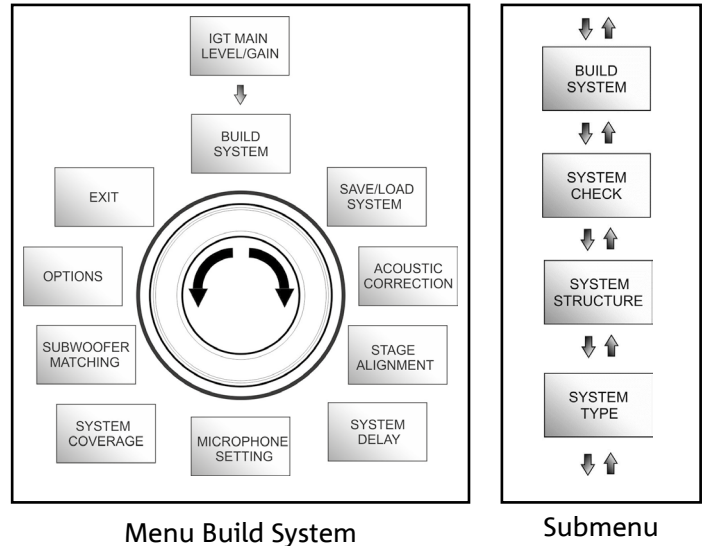 IGT MAIN
LEVEL/GAIN
BUILD
SYSTEM
EXIT
SAVE/LOAD
SYSTEM
OPTIONS
ACOUSTIC
CORRECTION
SUBWOOFER
MATCHING
STAGE
ALIGNMENT
SYSTEM
COVERAGE
MICROPHONE
SETTING
SYSTEM
DELAY
Menu Build System
BUILD
SYSTEM
SYSTEM
CHECK
SYSTEM
STRUCTURE
SYSTEM
TYPE
Submenu